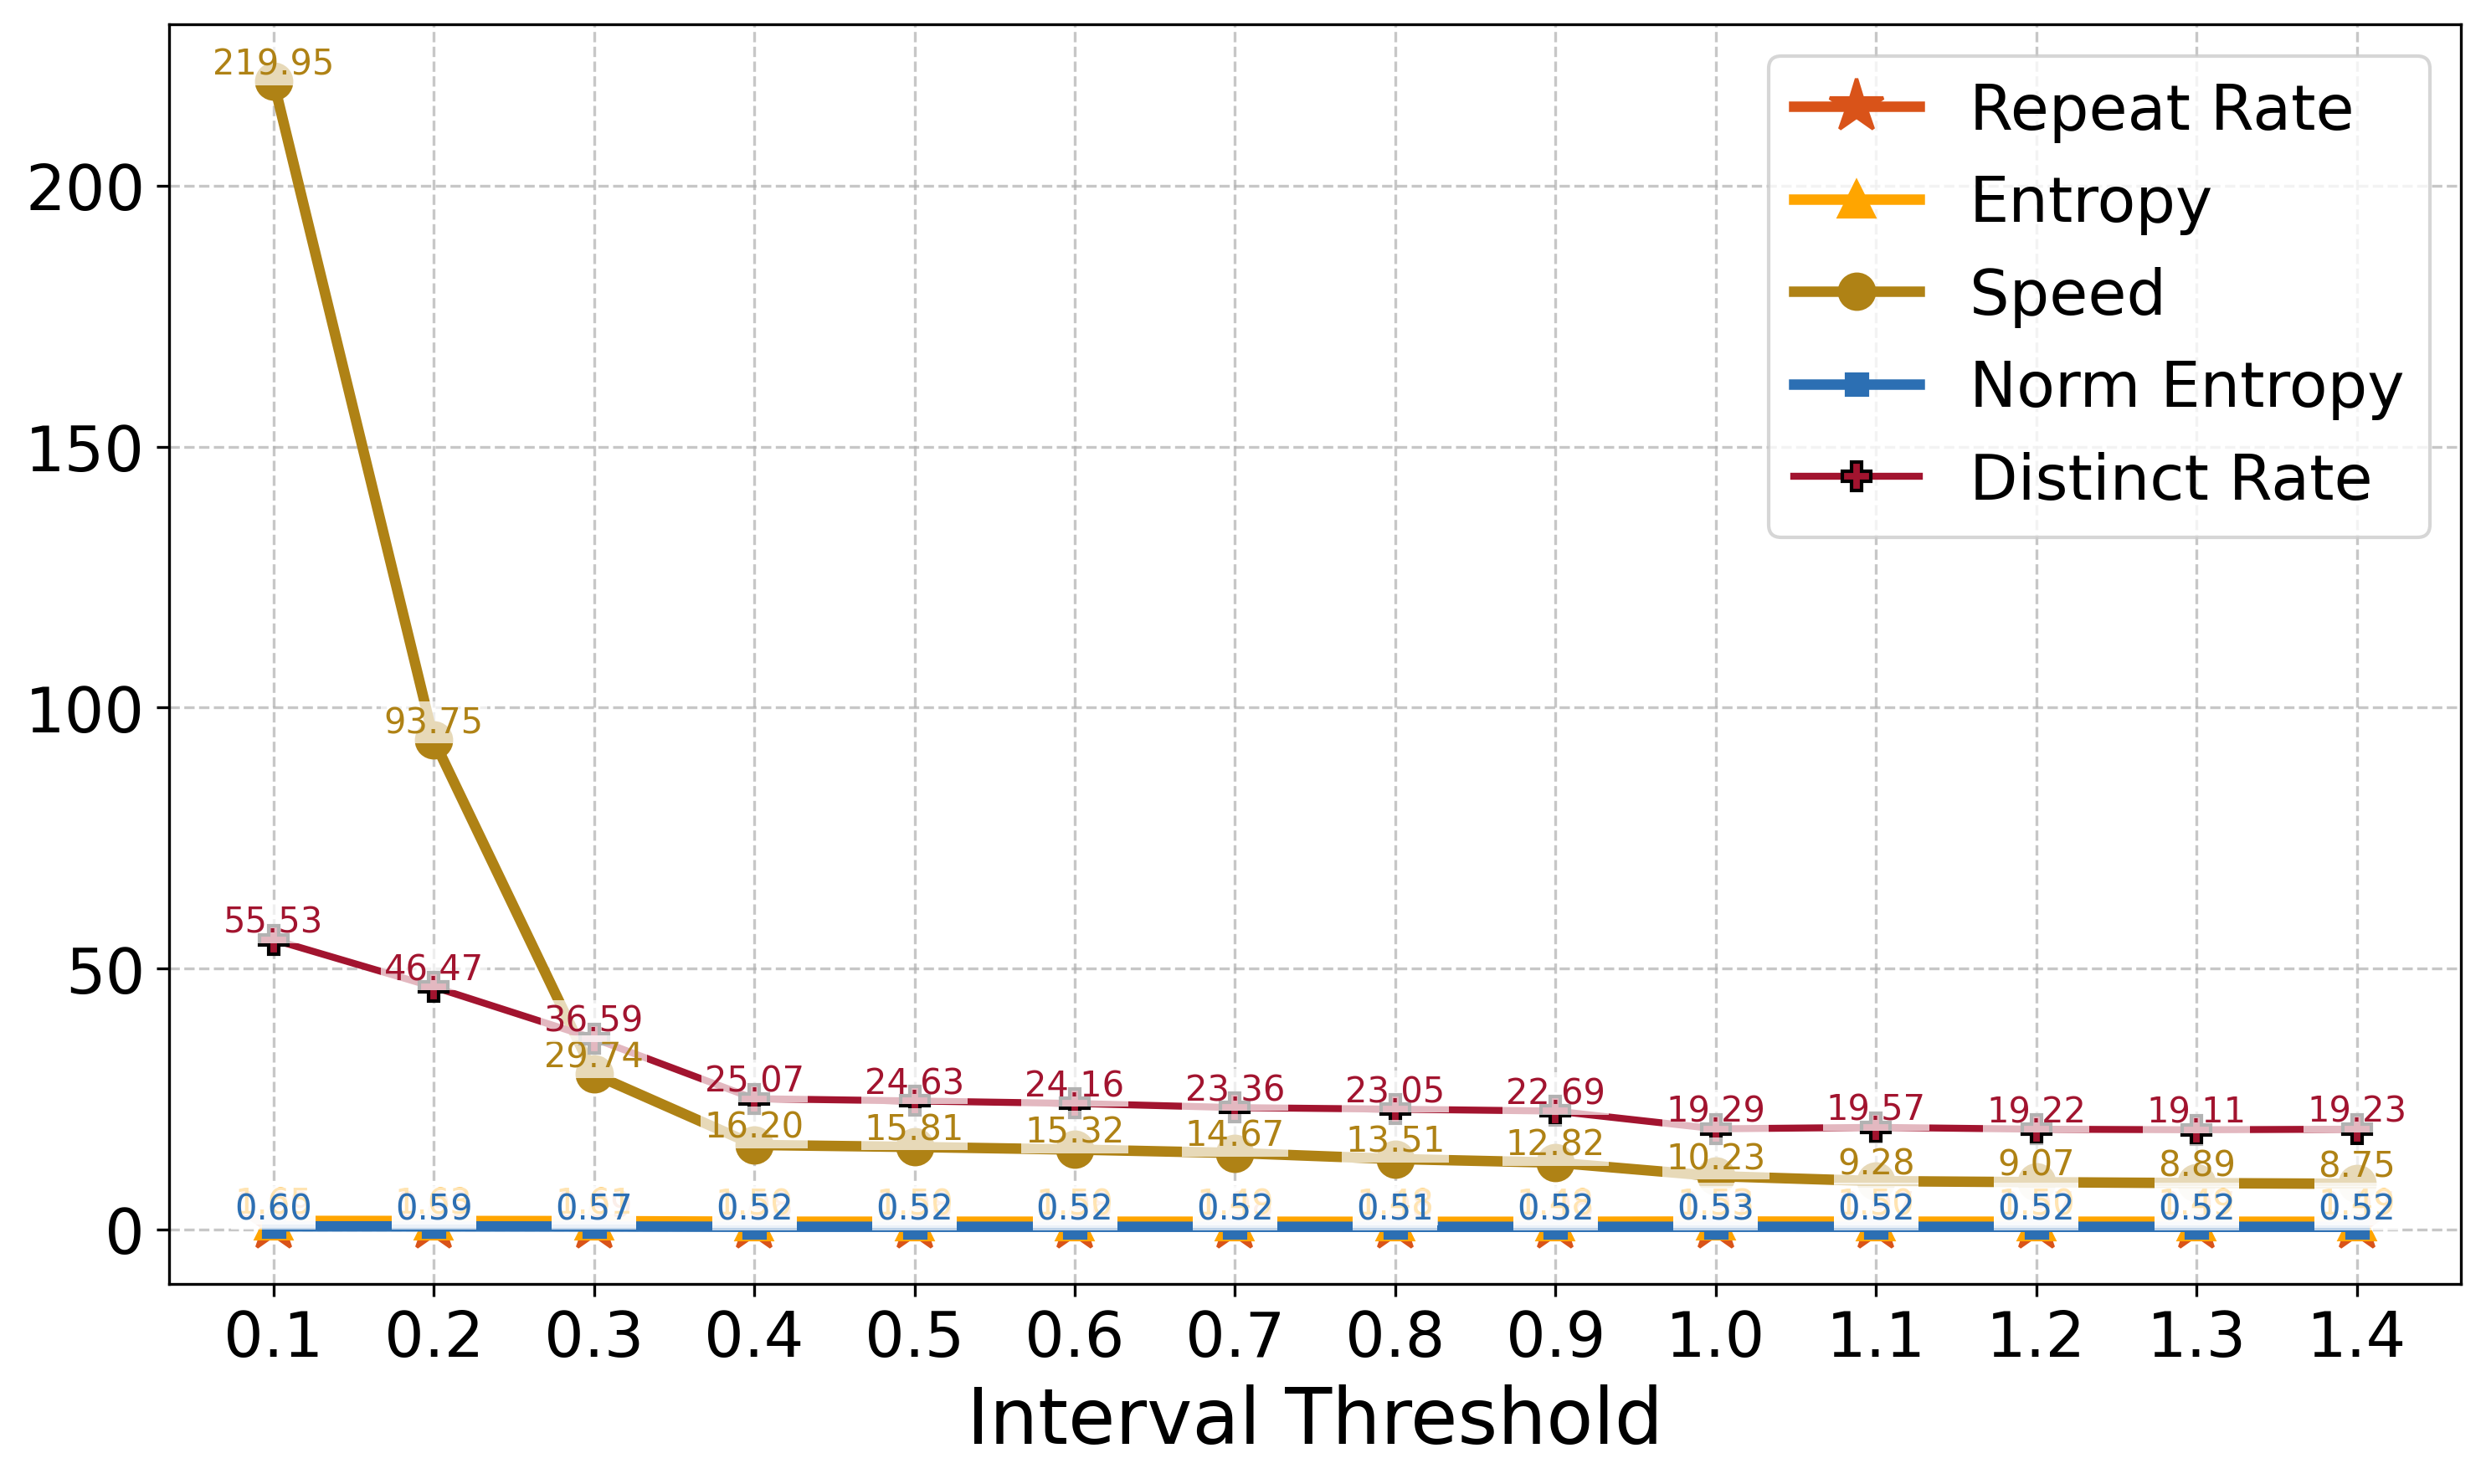 219.95
Repeat Rate
Entropy
Speed
Norm Entropy
Distinct Rate
200
150
100
50
0
93.75
55.53
46.47
36.59
29.74
25.07 24.63 24.16 23.36 23.05 22.69 19.29 19.57 19.22 19.11 19.23
16.20 15.81 15.32 14.67 13.51 12.82 10.23 9.28 9.07 8.89 8.75
0.60 0.59 0.57 0.52 0.52 0.52 0.52 0.51 0.52 0.53 0.52 0.52 0.52 0.52
0.1 0.2 0.3 0.4 0.5 0.6 0.7 0.8 0.9 1.0 1.1 1.2 1.3 1.4
Interval Threshold